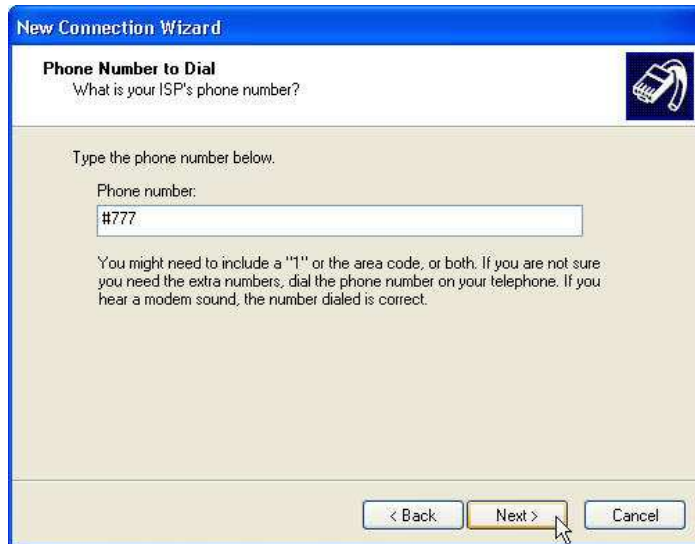 New Connection Wizard
Phone Number to Dial
What is your ISP's phone number?
Type the phone number below.
Phone number:
#777
You might need to include a "1" or the area code, or both. If you are not sure
you need the extra numbers, dial the phone number on your telephone. If you
hear a modem sound, the number dialed is correct.
< Back
Next >
Cancel